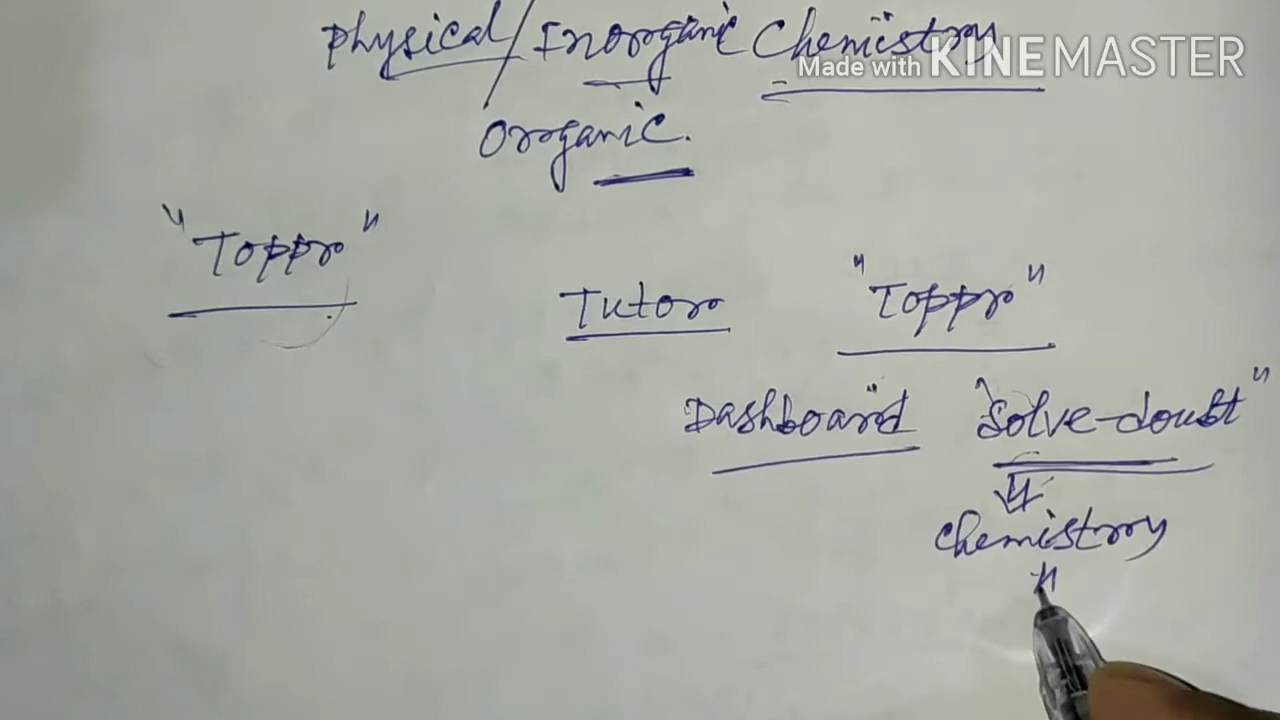 Physical/Inorganic Chemistry
Made with KINEMASTER
Organic.
"Toppr"
Tutor "Toppr"
Dashboard "Solve-doubt"
Chemistry